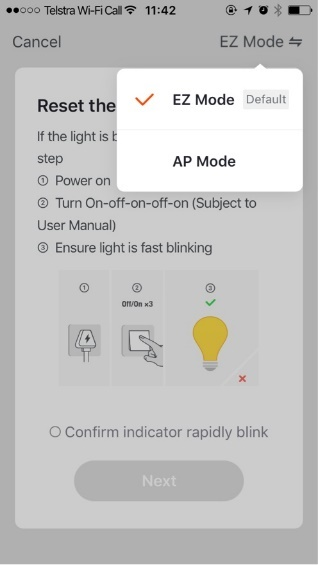 Telstra Wi-Fi Call 11:42
Cancel EZ Mode
EZ Mode Default
AP Mode
Reset the
If the light is
step
① Power on
② Turn On-off-on-off-on (Subject to
User Manual)
③ Ensure light is fast blinking
① ② ③
Off/On ×3
Confirm indicator rapidly blink
Next